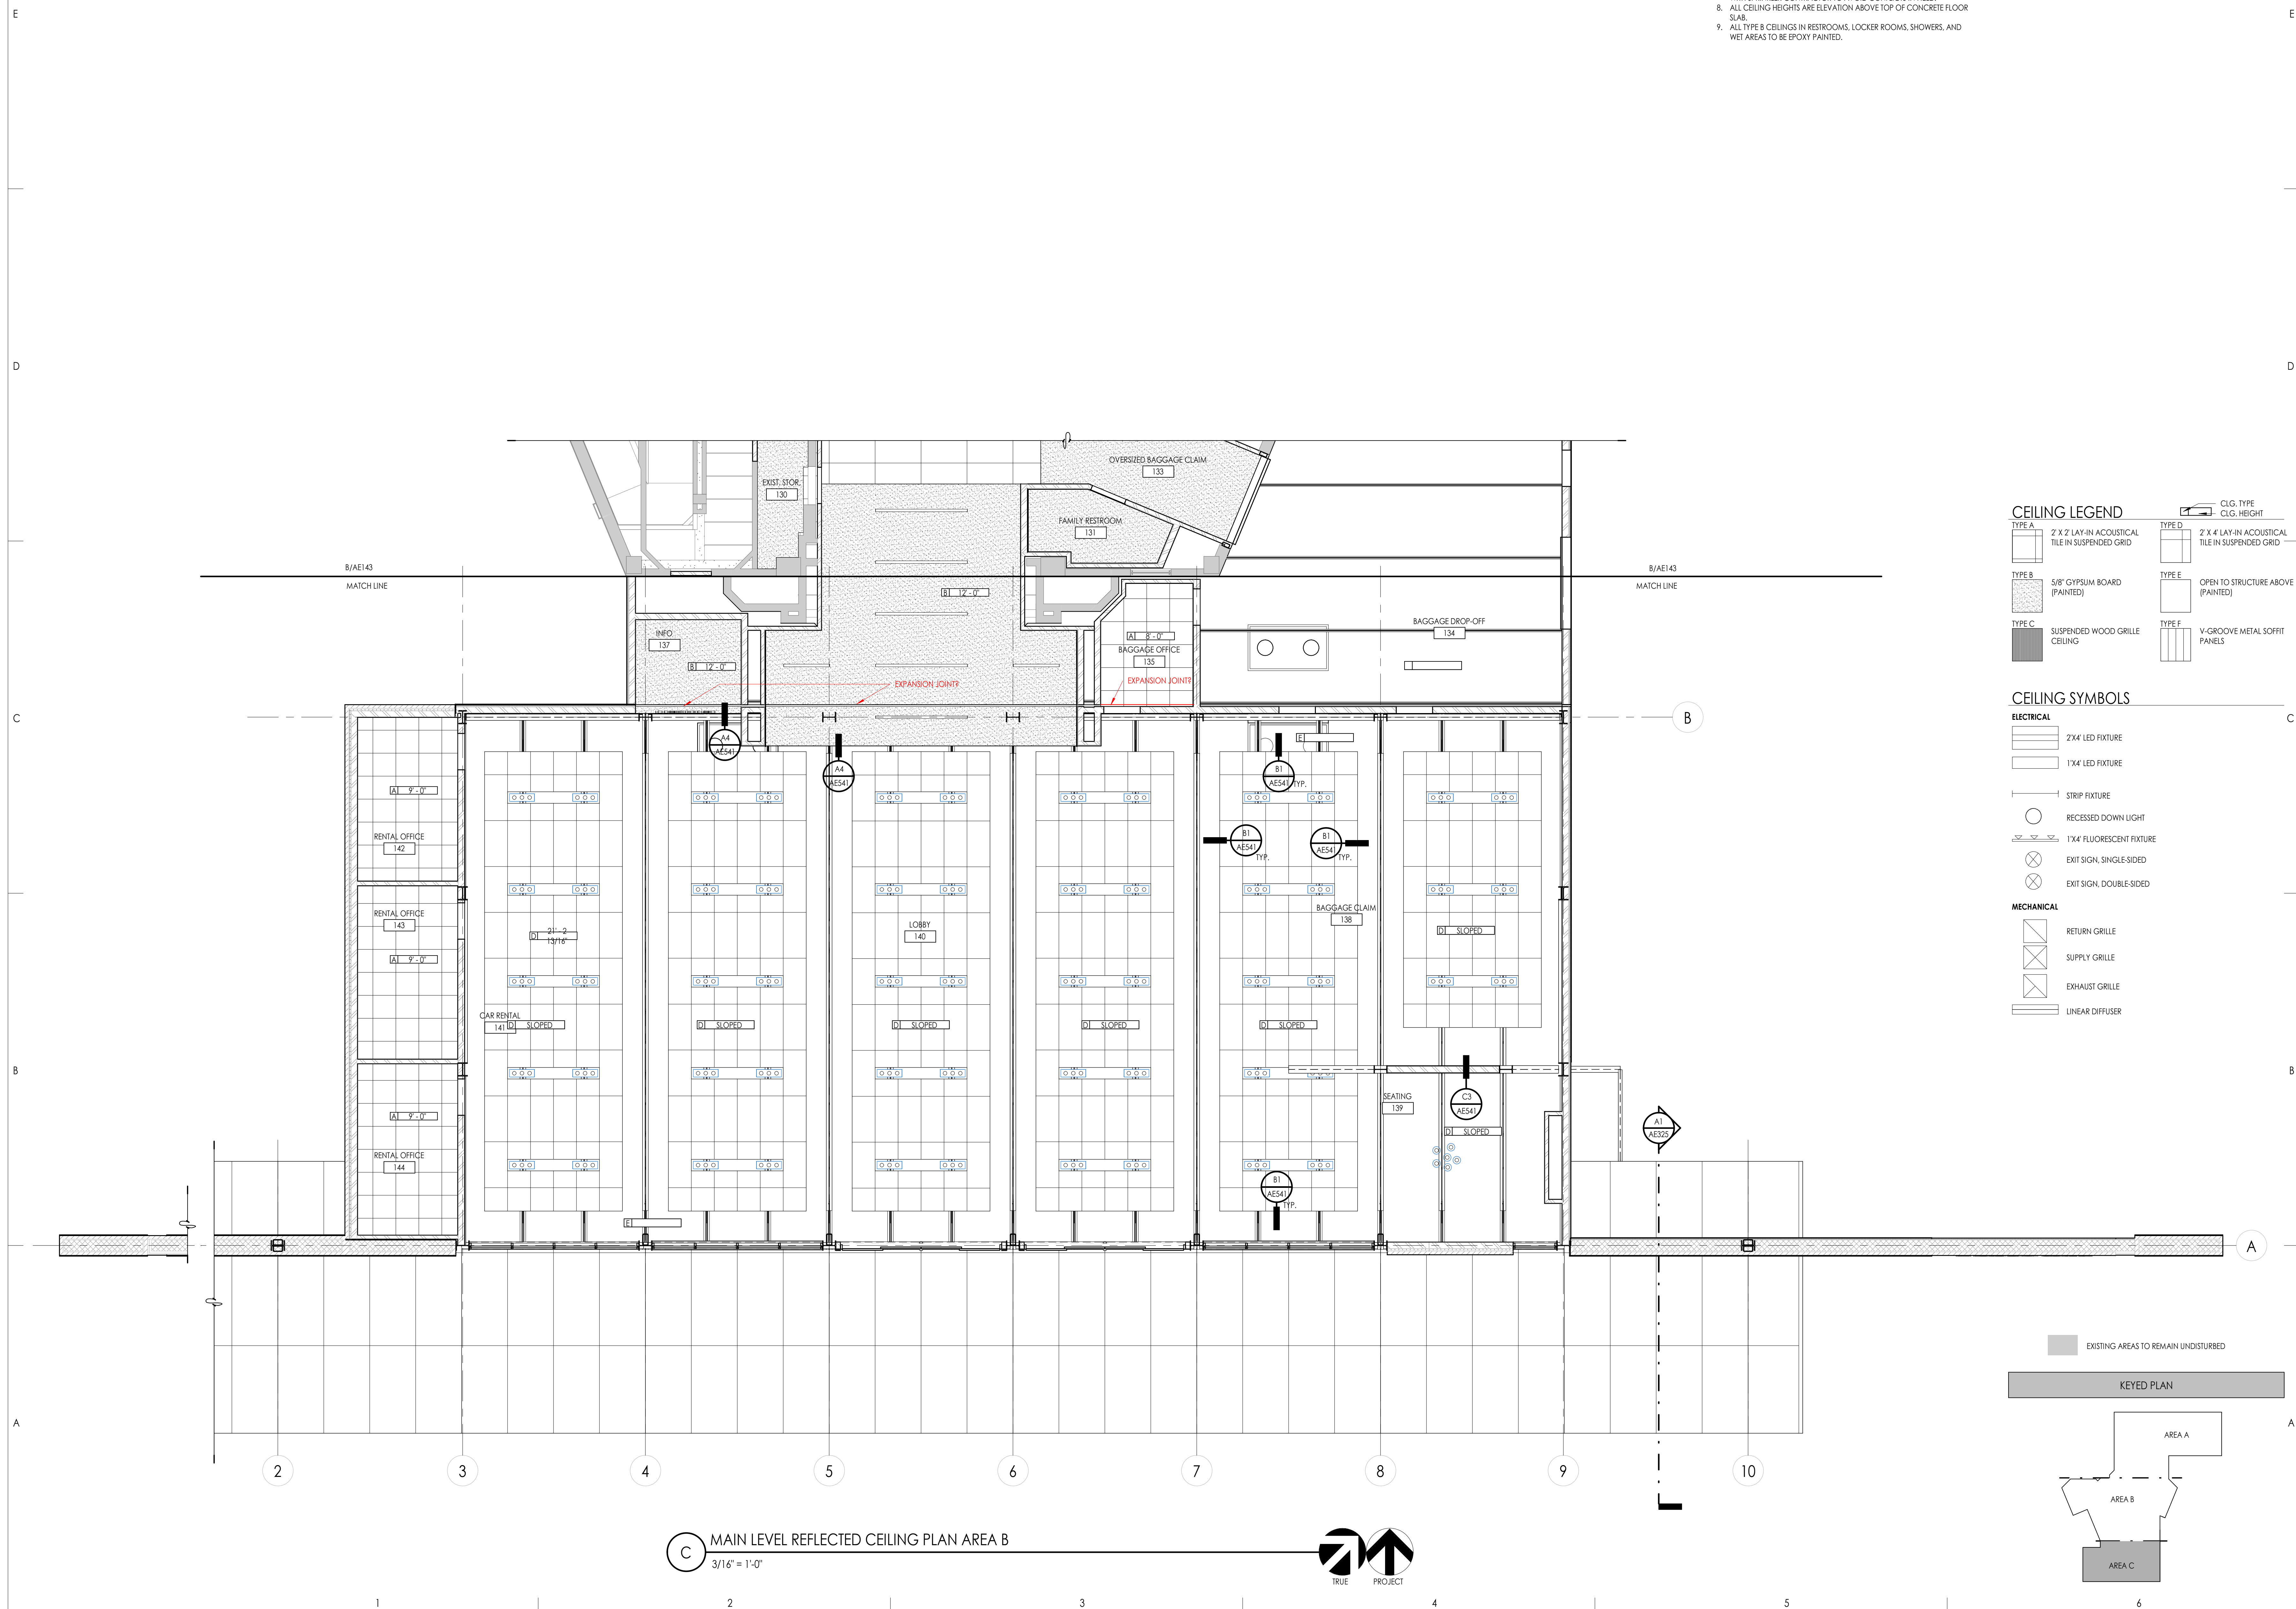 E
E
8. ALL CEILING HEIGHTS ARE ELEVATION ABOVE TOP OF CONCRETE FLOOR
SLAB.
9. ALL TYPE B CEILINGS IN RESTROOMS, LOCKER ROOMS, SHOWERS, AND
WET AREAS TO BE EPOXY PAINTED.
D
D
OVERSIZED BAGGAGE CLAIM
133
EXIST. STOR.
130
FAMILY RESTROOM
131
B/AE143
MATCH LINE
B/AE143
MATCH LINE
B 12' - 0"
INFO
137
B 12' - 0"
A 8' - 0"
BAGGAGE OFFICE
135
BAGGAGE DROP-OFF
134
EXPANSION JOINT?
EXPANSION JOINT?
C
C
B
A4
AE541
A4
AE541
E
B1
AE541
TYP.
B1
AE541
TYP.
B1
AE541
TYP.
A 9' - 0"
RENTAL OFFICE
142
RENTAL OFFICE
143
A 9' - 0"
D 21' - 2
13/16"
LOBBY
140
BAGGAGE CLAIM
138
D SLOPED
CAR RENTAL
141
D SLOPED
D SLOPED
D SLOPED
D SLOPED
D SLOPED
B
B
A 9' - 0"
RENTAL OFFICE
144
SEATING
139
C3
AE541
D SLOPED
A1
AE325
B1
AE541
TYP.
E
A
CEILING LEGEND
CLG. TYPE
CLG. HEIGHT
TYPE A
2' X 2' LAY-IN ACOUSTICAL
TILE IN SUSPENDED GRID
TYPE D
2' X 4' LAY-IN ACOUSTICAL
TILE IN SUSPENDED GRID
TYPE B
5/8" GYPSUM BOARD
(PAINTED)
TYPE E
OPEN TO STRUCTURE ABOVE
(PAINTED)
TYPE C
SUSPENDED WOOD GRILLE
CEILING
TYPE F
V-GROOVE METAL SOFFIT
PANELS
CEILING SYMBOLS
ELECTRICAL
2'X4' LED FIXTURE
1'X4' LED FIXTURE
STRIP FIXTURE
RECESSED DOWN LIGHT
1'X4' FLUORESCENT FIXTURE
EXIT SIGN, SINGLE-SIDED
EXIT SIGN, DOUBLE-SIDED
MECHANICAL
RETURN GRILLE
SUPPLY GRILLE
EXHAUST GRILLE
LINEAR DIFFUSER
EXISTING AREAS TO REMAIN UNDISTURBED
KEYED PLAN
AREA A
AREA B
AREA C
A
A
2
3
4
5
6
7
8
9
10
C
MAIN LEVEL REFLECTED CEILING PLAN AREA B
3/16" = 1'-0"
TRUE
PROJECT
1
2
3
4
5
6